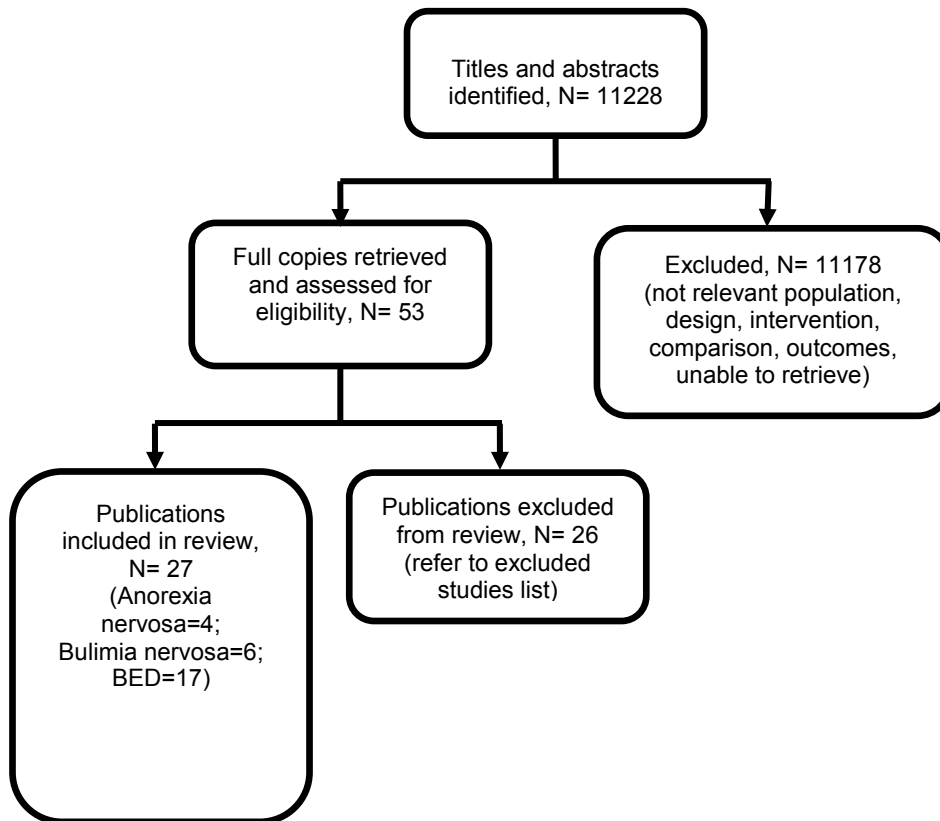 Titles and abstracts
identified, N= 11228
Full copies retrieved
and assessed for
eligibility, N= 53
Excluded, N= 11178
(not relevant population,
design, intervention,
comparison, outcomes,
unable to retrieve)
Publications
included in review,
N= 27
(Anorexia
nervosa=4;
Bulimia nervosa=6;
BED=17)
Publications excluded
from review, N= 26
(refer to excluded
studies list)